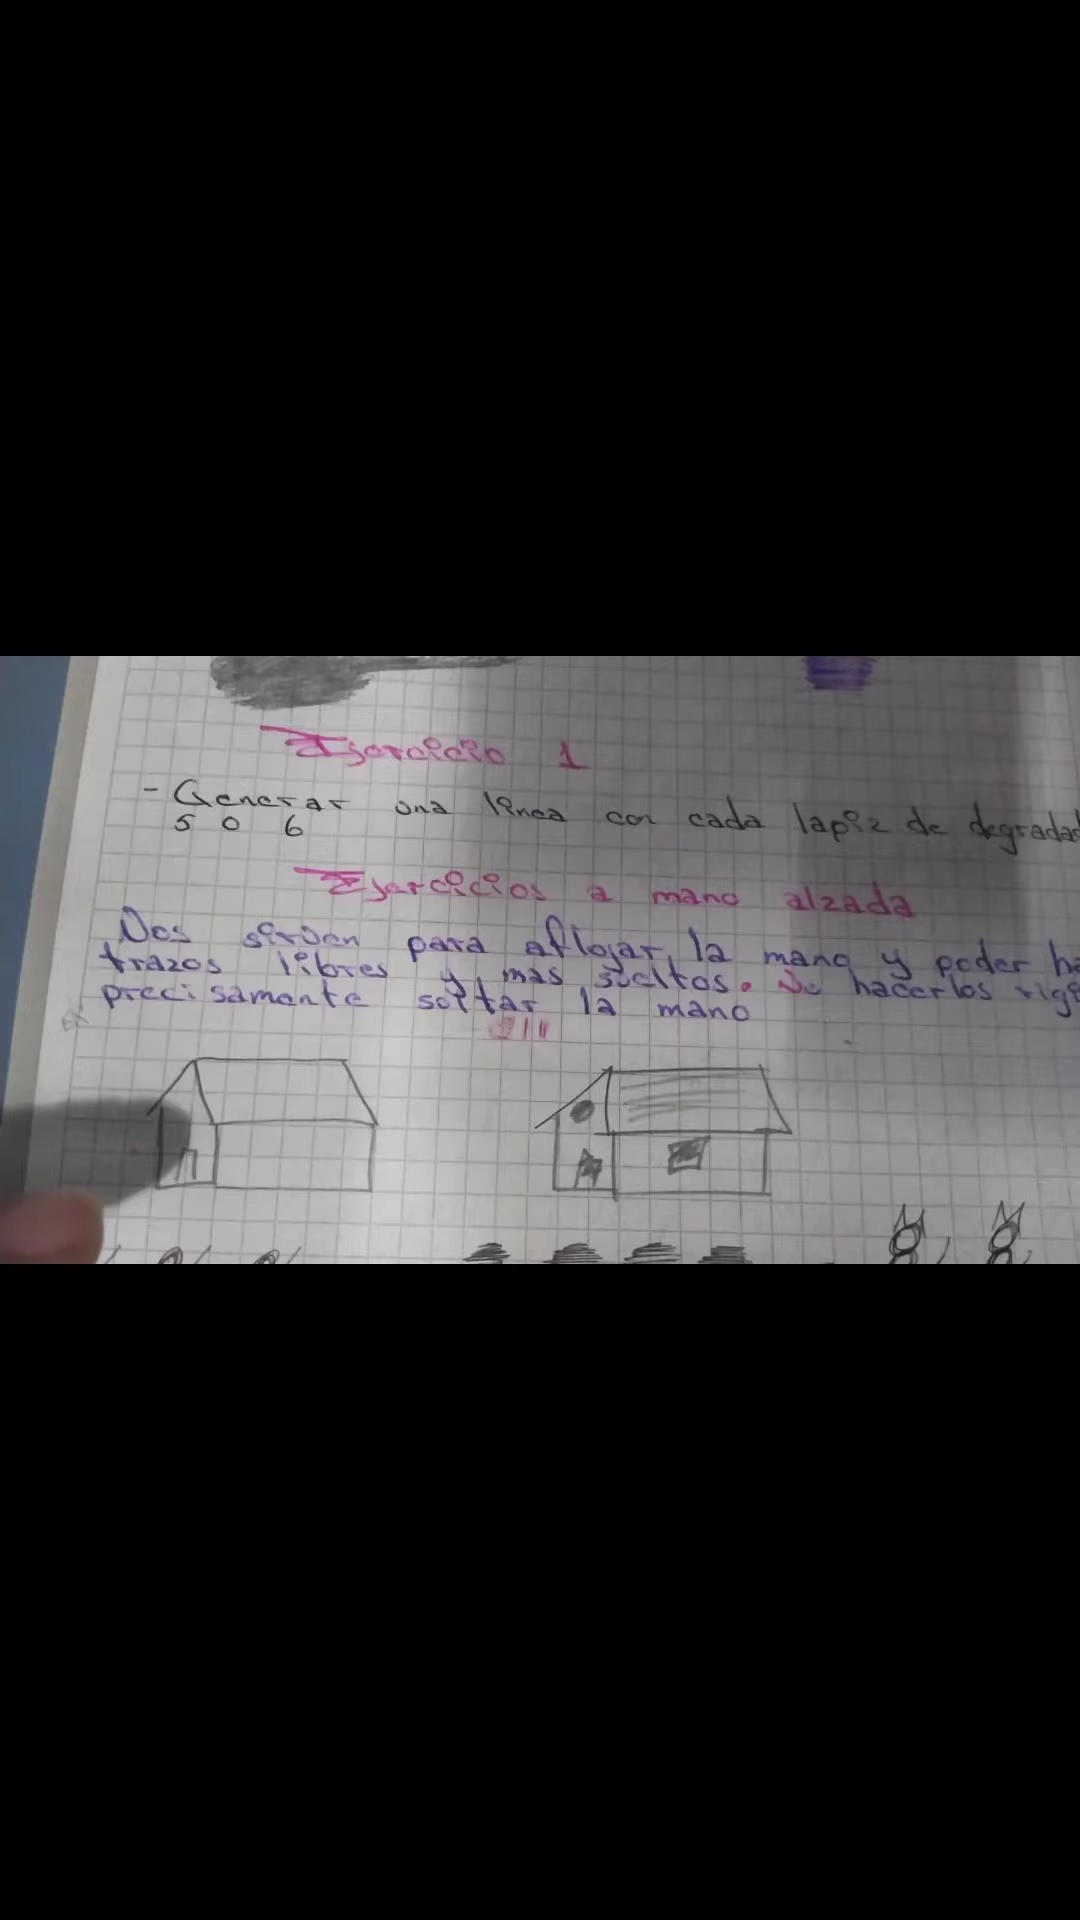 Ejercicio 1
- Generar una linea con cada lapiz de degradad
5 0 6
Ejercicios a mano alzada
Nos sirven para aflojar la mano y poder ha
trazos libres y mas sueltos. No hacerlos rigi
precisamente soltar la mano